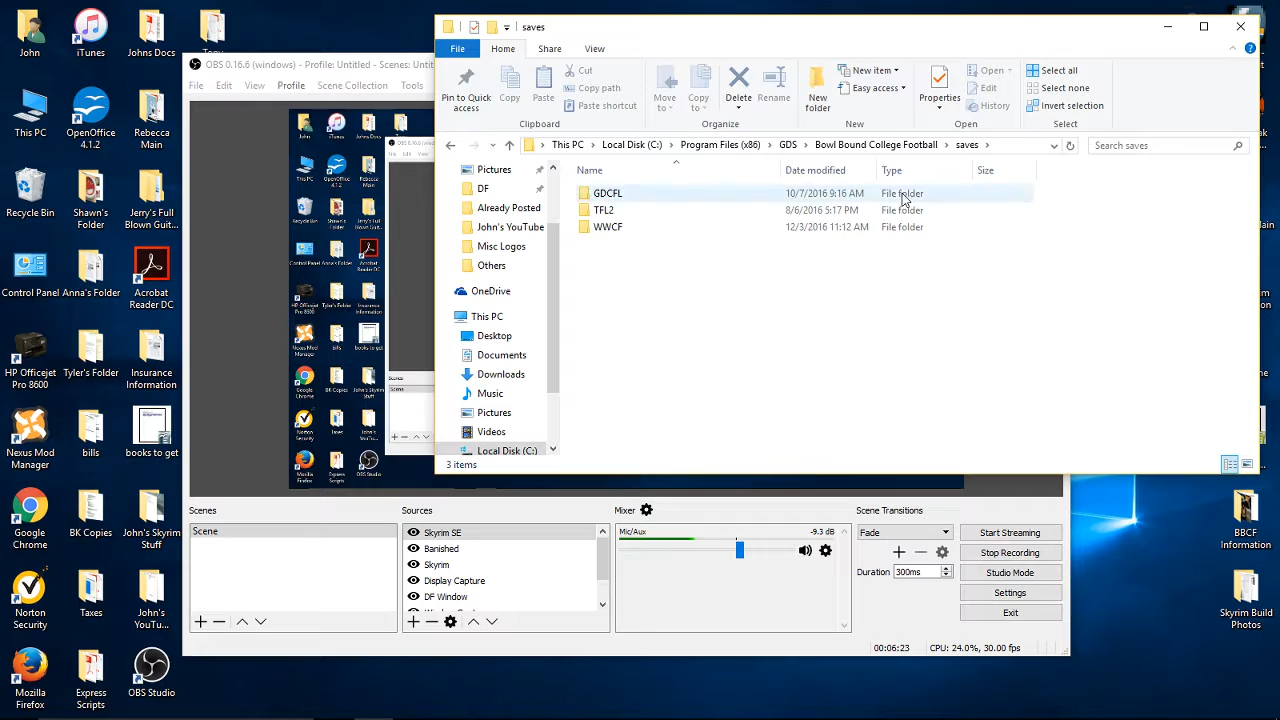 John
iTunes
Johns Docs
Tony
This PC
OpenOffice 4.1.2
Rebecca Main
Recycle Bin
Shawn's Folder
Jerry's Full Blown Guit...
Control Panel
Anna's Folder
Acrobat Reader DC
HP Officejet Pro 8600
Tyler's Folder
Insurance Information
Nexus Mod Manager
bills
books to get
Google Chrome
BK Copies
John's Skyrim Stuff
Norton Security
Taxes
John's YouTu...
Mozilla Firefox
Express Scripts
OBS Studio
BBCF Information
Skyrim Build Photos
OBS 0.16.6 (windows) - Profile: Untitled - Scenes: Untit
File Edit View Profile Scene Collection Tools
saves
File Home Share View
Pin to Quick access
Copy
Paste
Cut
Copy path
Paste shortcut
Clipboard
Move to
Copy to
Delete
Rename
Organize
New folder
New item
Easy access
New
Properties
Open
Edit
History
Open
Select all
Select none
Invert selection
Select
This PC > Local Disk (C:) > Program Files (x86) > GDS > Bowl Bound College Football > saves >
Search saves
Name Date modified Type Size
GDCFL 10/7/2016 9:16 AM File folder
TFL2 8/6/2016 5:17 PM File folder
WWCF 12/3/2016 11:12 AM File folder
Pictures
DF
Already Posted
John's YouTube
Misc Logos
Others
OneDrive
This PC
Desktop
Documents
Downloads
Music
Pictures
Videos
Local Disk (C:)
3 items
Scenes
Scene
Sources
Skyrim SE
Banished
Skyrim
Display Capture
DF Window
Mixer
Mic/Aux -9.3 dB
Scene Transitions
Fade
Duration 300ms
Start Streaming
Stop Recording
Studio Mode
Settings
Exit
00:06:23 CPU: 24.0%, 30.00 fps